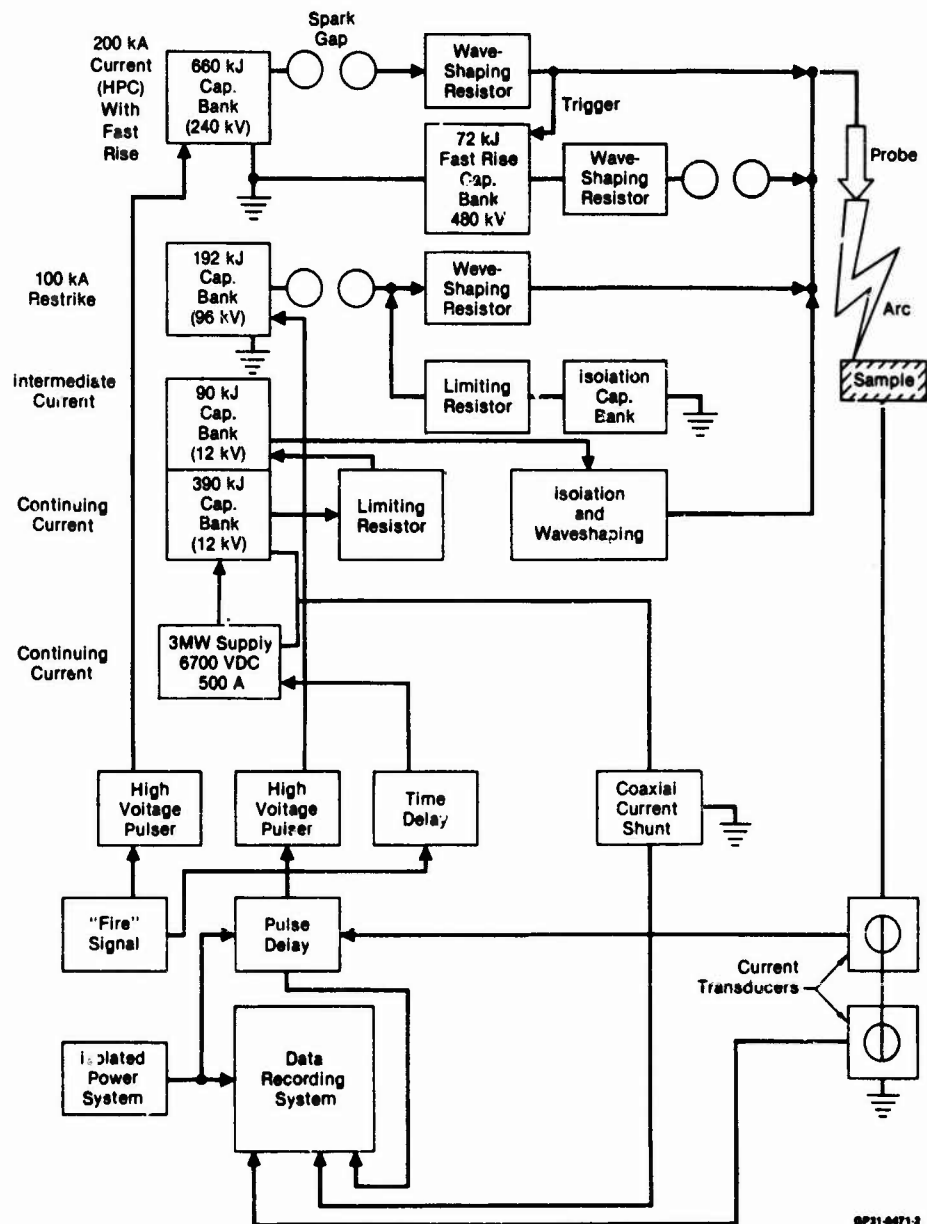 200 kA
Current
(HPC)
With
Fast
Rise
660 kJ
Cap.
Bank
(240 kV)
Spark
Gap
Wave-
Shaping
Resistor
Trigger
72 kJ
Fast Rise
Cap.
Bank
480 kV
Wave-
Shaping
Resistor
Probe
100 kA
Restrike
192 kJ
Cap.
Bank
(96 kV)
Weve-
Shaping
Resistor
Arc
Sample
Intermediate
Current
90 kJ
Cap.
Bank
(12 kV)
Limiting
Resistor
isolation
Cap.
Bank
Continuing
Current
390 kJ
Cap.
Bank
(12 kV)
Limiting
Resistor
isolation
and
Waveshaping
Continuing
Current
3MW Supply
6700 VDC
500 A
High
Voltage
Pulser
High
Voltage
Pulser
Time
Delay
Coaxial
Current
Shunt
"Fire"
Signal
Pulse
Delay
Current
Transducers
Isolated
Power
System
Data
Recording
System
GP31-0471-2